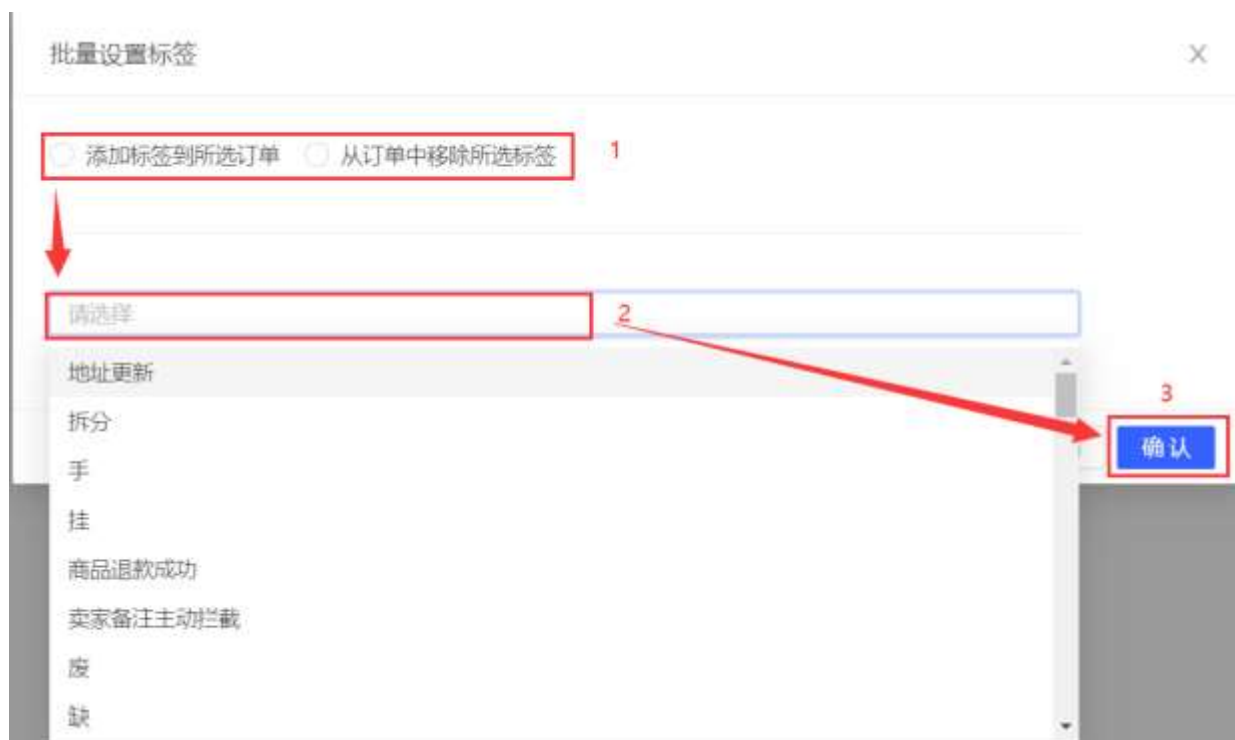 批量设置标签
添加标签到所选订单 从订单中移除所选标签 1
请选择 2
地址更新
3
拆分
确认
手
挂
商品退款成功
卖家备注主动拦截
废
缺